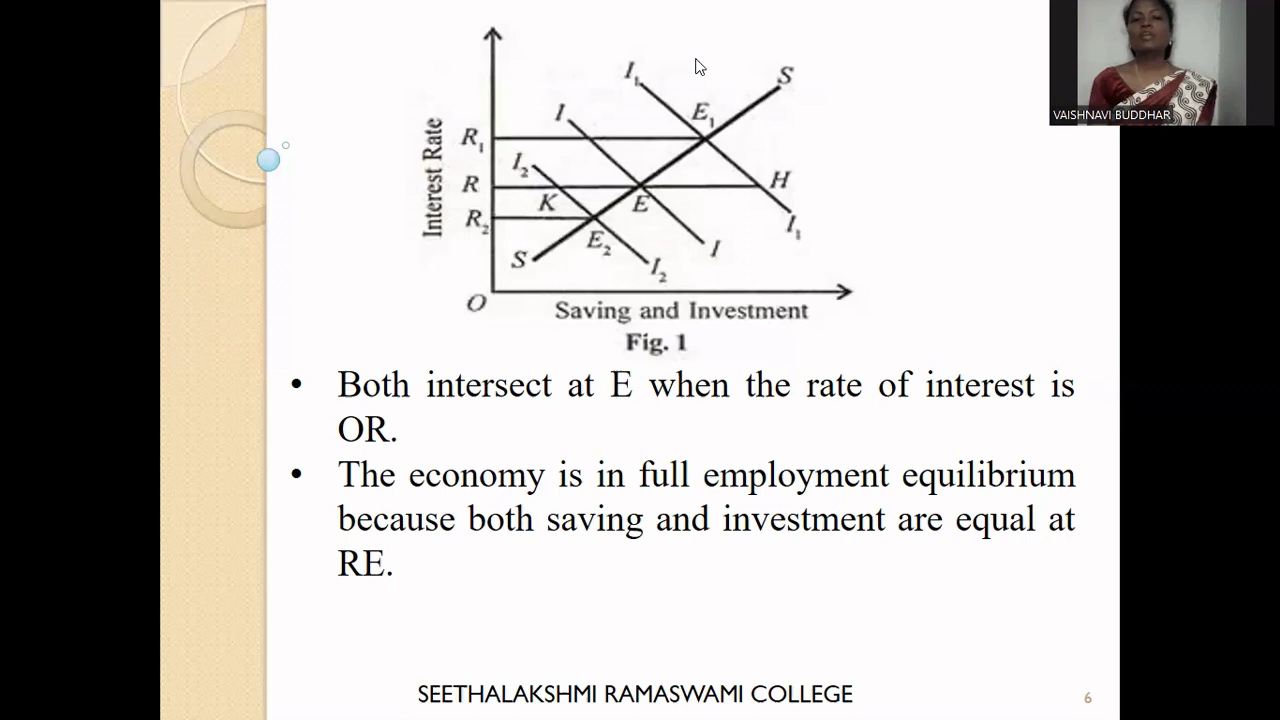 VAISHNAVI BUDDHAR
S
I₁
E₁
I
R₁
I₂
H
R
K
E
R₂
I₁
E₂
I
S
I₂
O
Interest Rate
Saving and Investment
Fig. 1
• Both intersect at E when the rate of interest is
OR.
• The economy is in full employment equilibrium
because both saving and investment are equal at
RE.
SEETHALAKSHMI RAMASWAMI COLLEGE
6